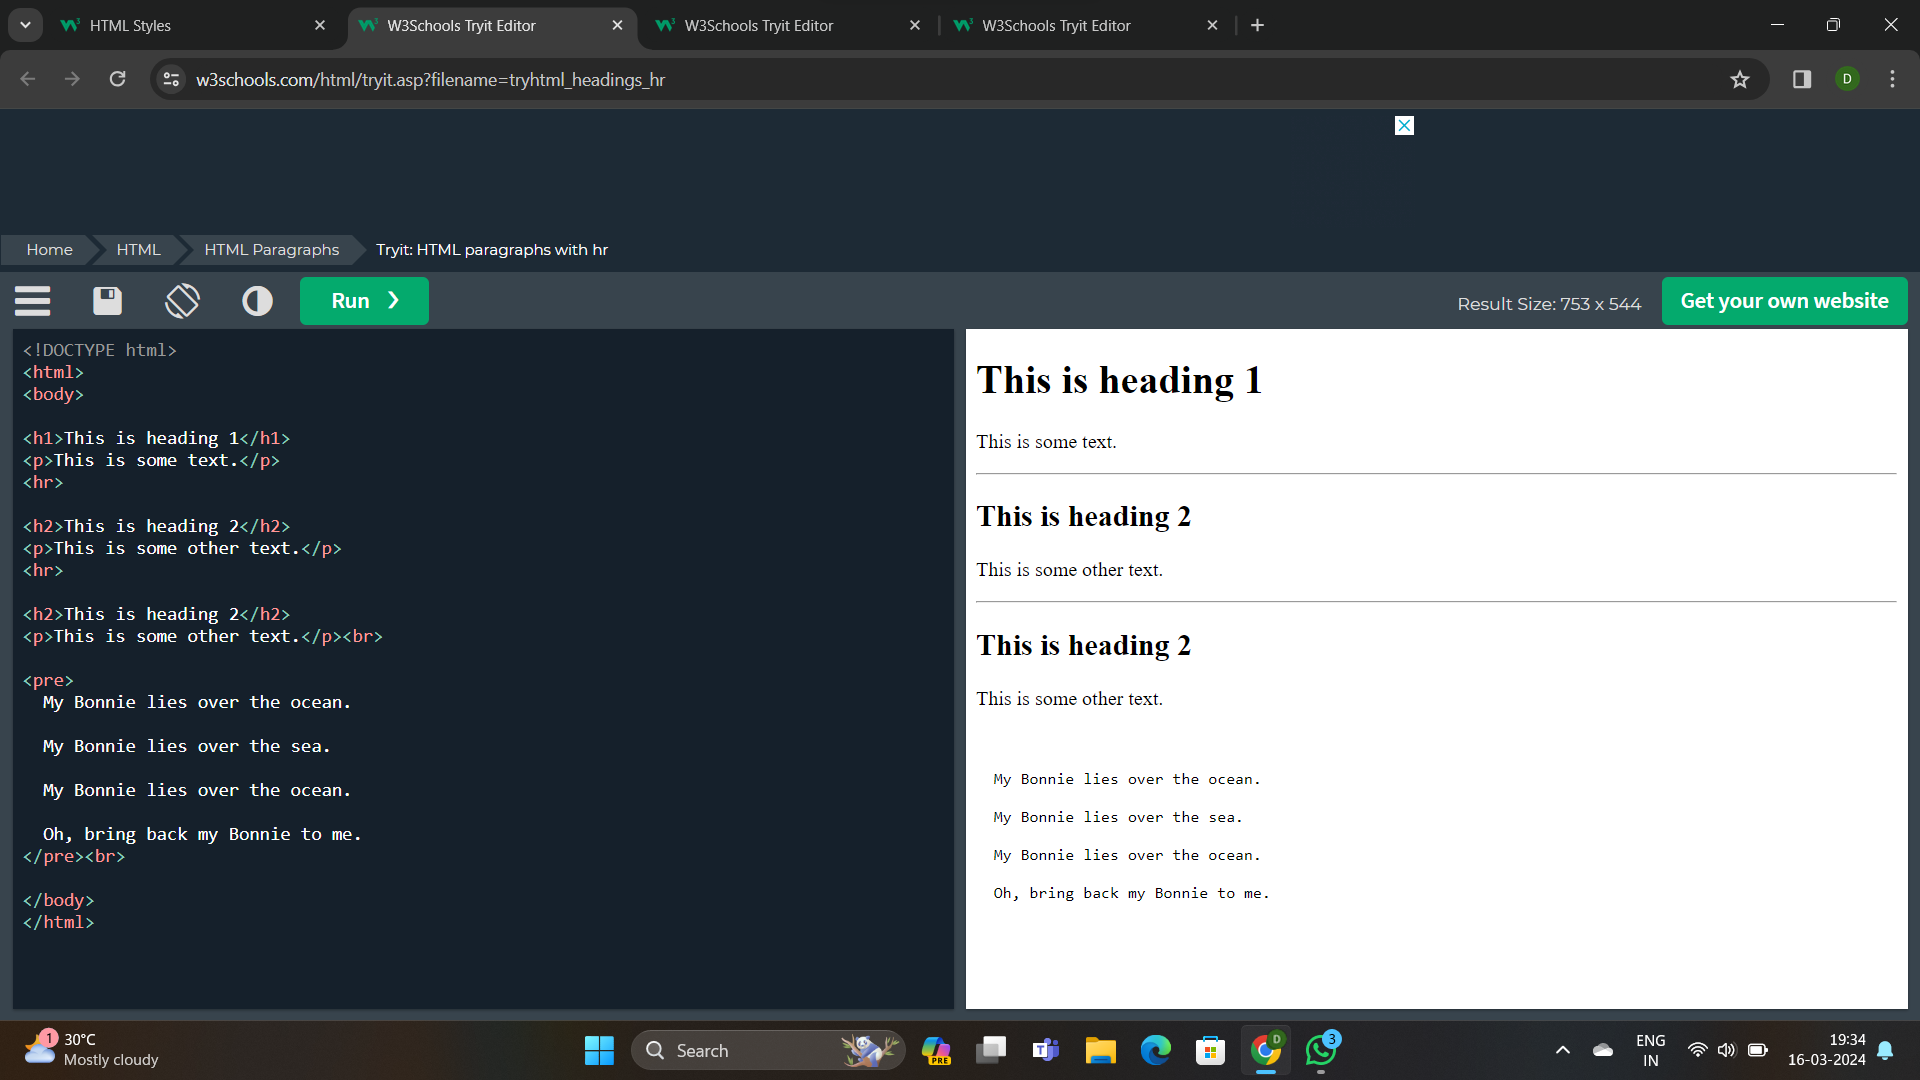 HTML Styles
W3Schools Tryit Editor
W3Schools Tryit Editor
W3Schools Tryit Editor
w3schools.com/html/tryit.asp?filename=tryhtml_headings_hr
D
Home
HTML
HTML Paragraphs
Tryit: HTML paragraphs with hr
Run ❯
Result Size: 753 x 544
Get your own website
<!DOCTYPE html>
<html>
<body>
<h1>This is heading 1</h1>
<p>This is some text.</p>
<hr>
<h2>This is heading 2</h2>
<p>This is some other text.</p>
<hr>
<h2>This is heading 2</h2>
<p>This is some other text.</p><br>
<pre>
My Bonnie lies over the ocean.
My Bonnie lies over the sea.
My Bonnie lies over the ocean.
Oh, bring back my Bonnie to me.
</pre><br>
</body>
</html>
This is heading 1
This is some text.
This is heading 2
This is some other text.
This is heading 2
This is some other text.
My Bonnie lies over the ocean.
My Bonnie lies over the sea.
My Bonnie lies over the ocean.
Oh, bring back my Bonnie to me.
1
30°C
Mostly cloudy
Search
PRE
D
3
ENG
IN
19:34
16-03-2024